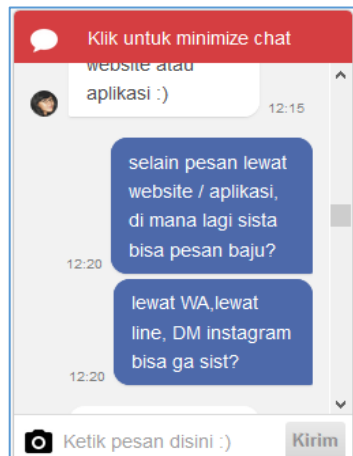 Klik untuk minimize chat
website atau
aplikasi :)
12:15
selain pesan lewat
website / aplikasi,
di mana lagi sista
bisa pesan baju?
12:20
lewat WA,lewat
line, DM instagram
bisa ga sist?
12:20
Ketik pesan disini :)
Kirim